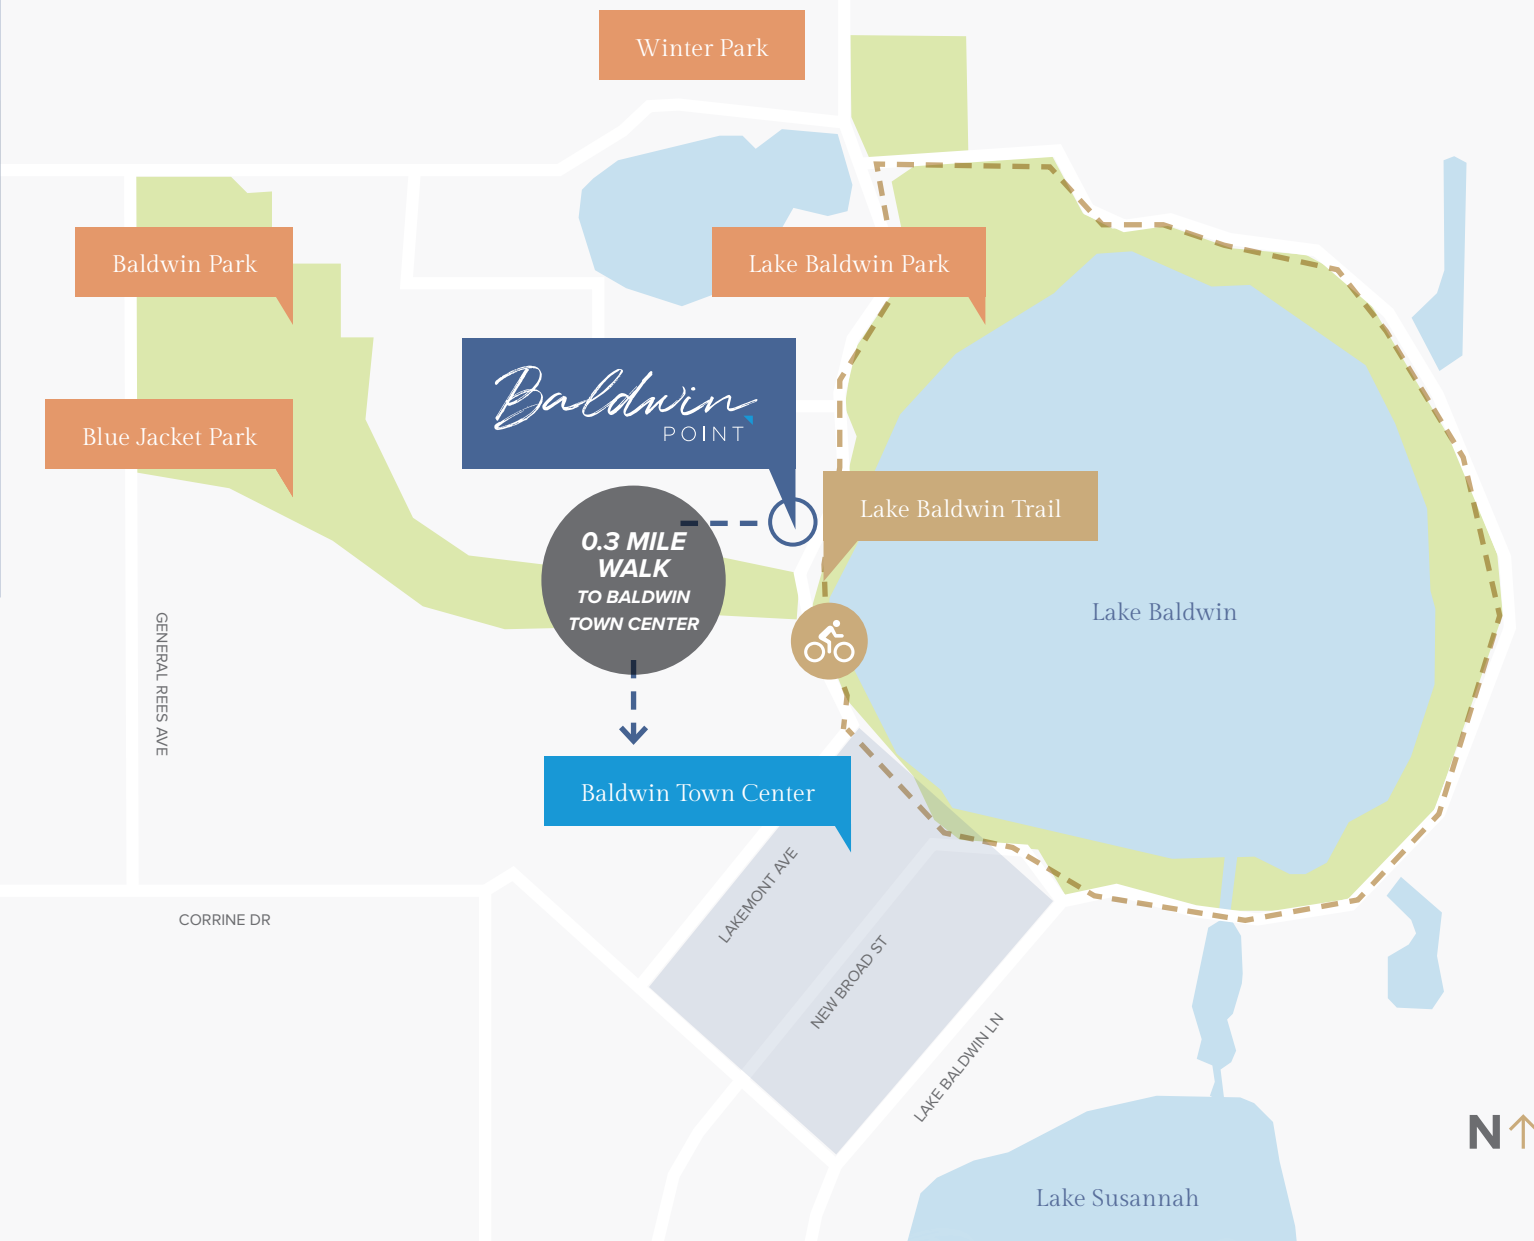 Winter Park
Baldwin Park
Lake Baldwin Park
Baldwin
POINT
Blue Jacket Park
Lake Baldwin Trail
0.3 MILE
WALK
TO BALDWIN
TOWN CENTER
Lake Baldwin
GENERAL REES AVE
Baldwin Town Center
LAKEMONT AVE
CORRINE DR
NEW BROAD ST
LAKE BALDWIN LN
N
Lake Susannah